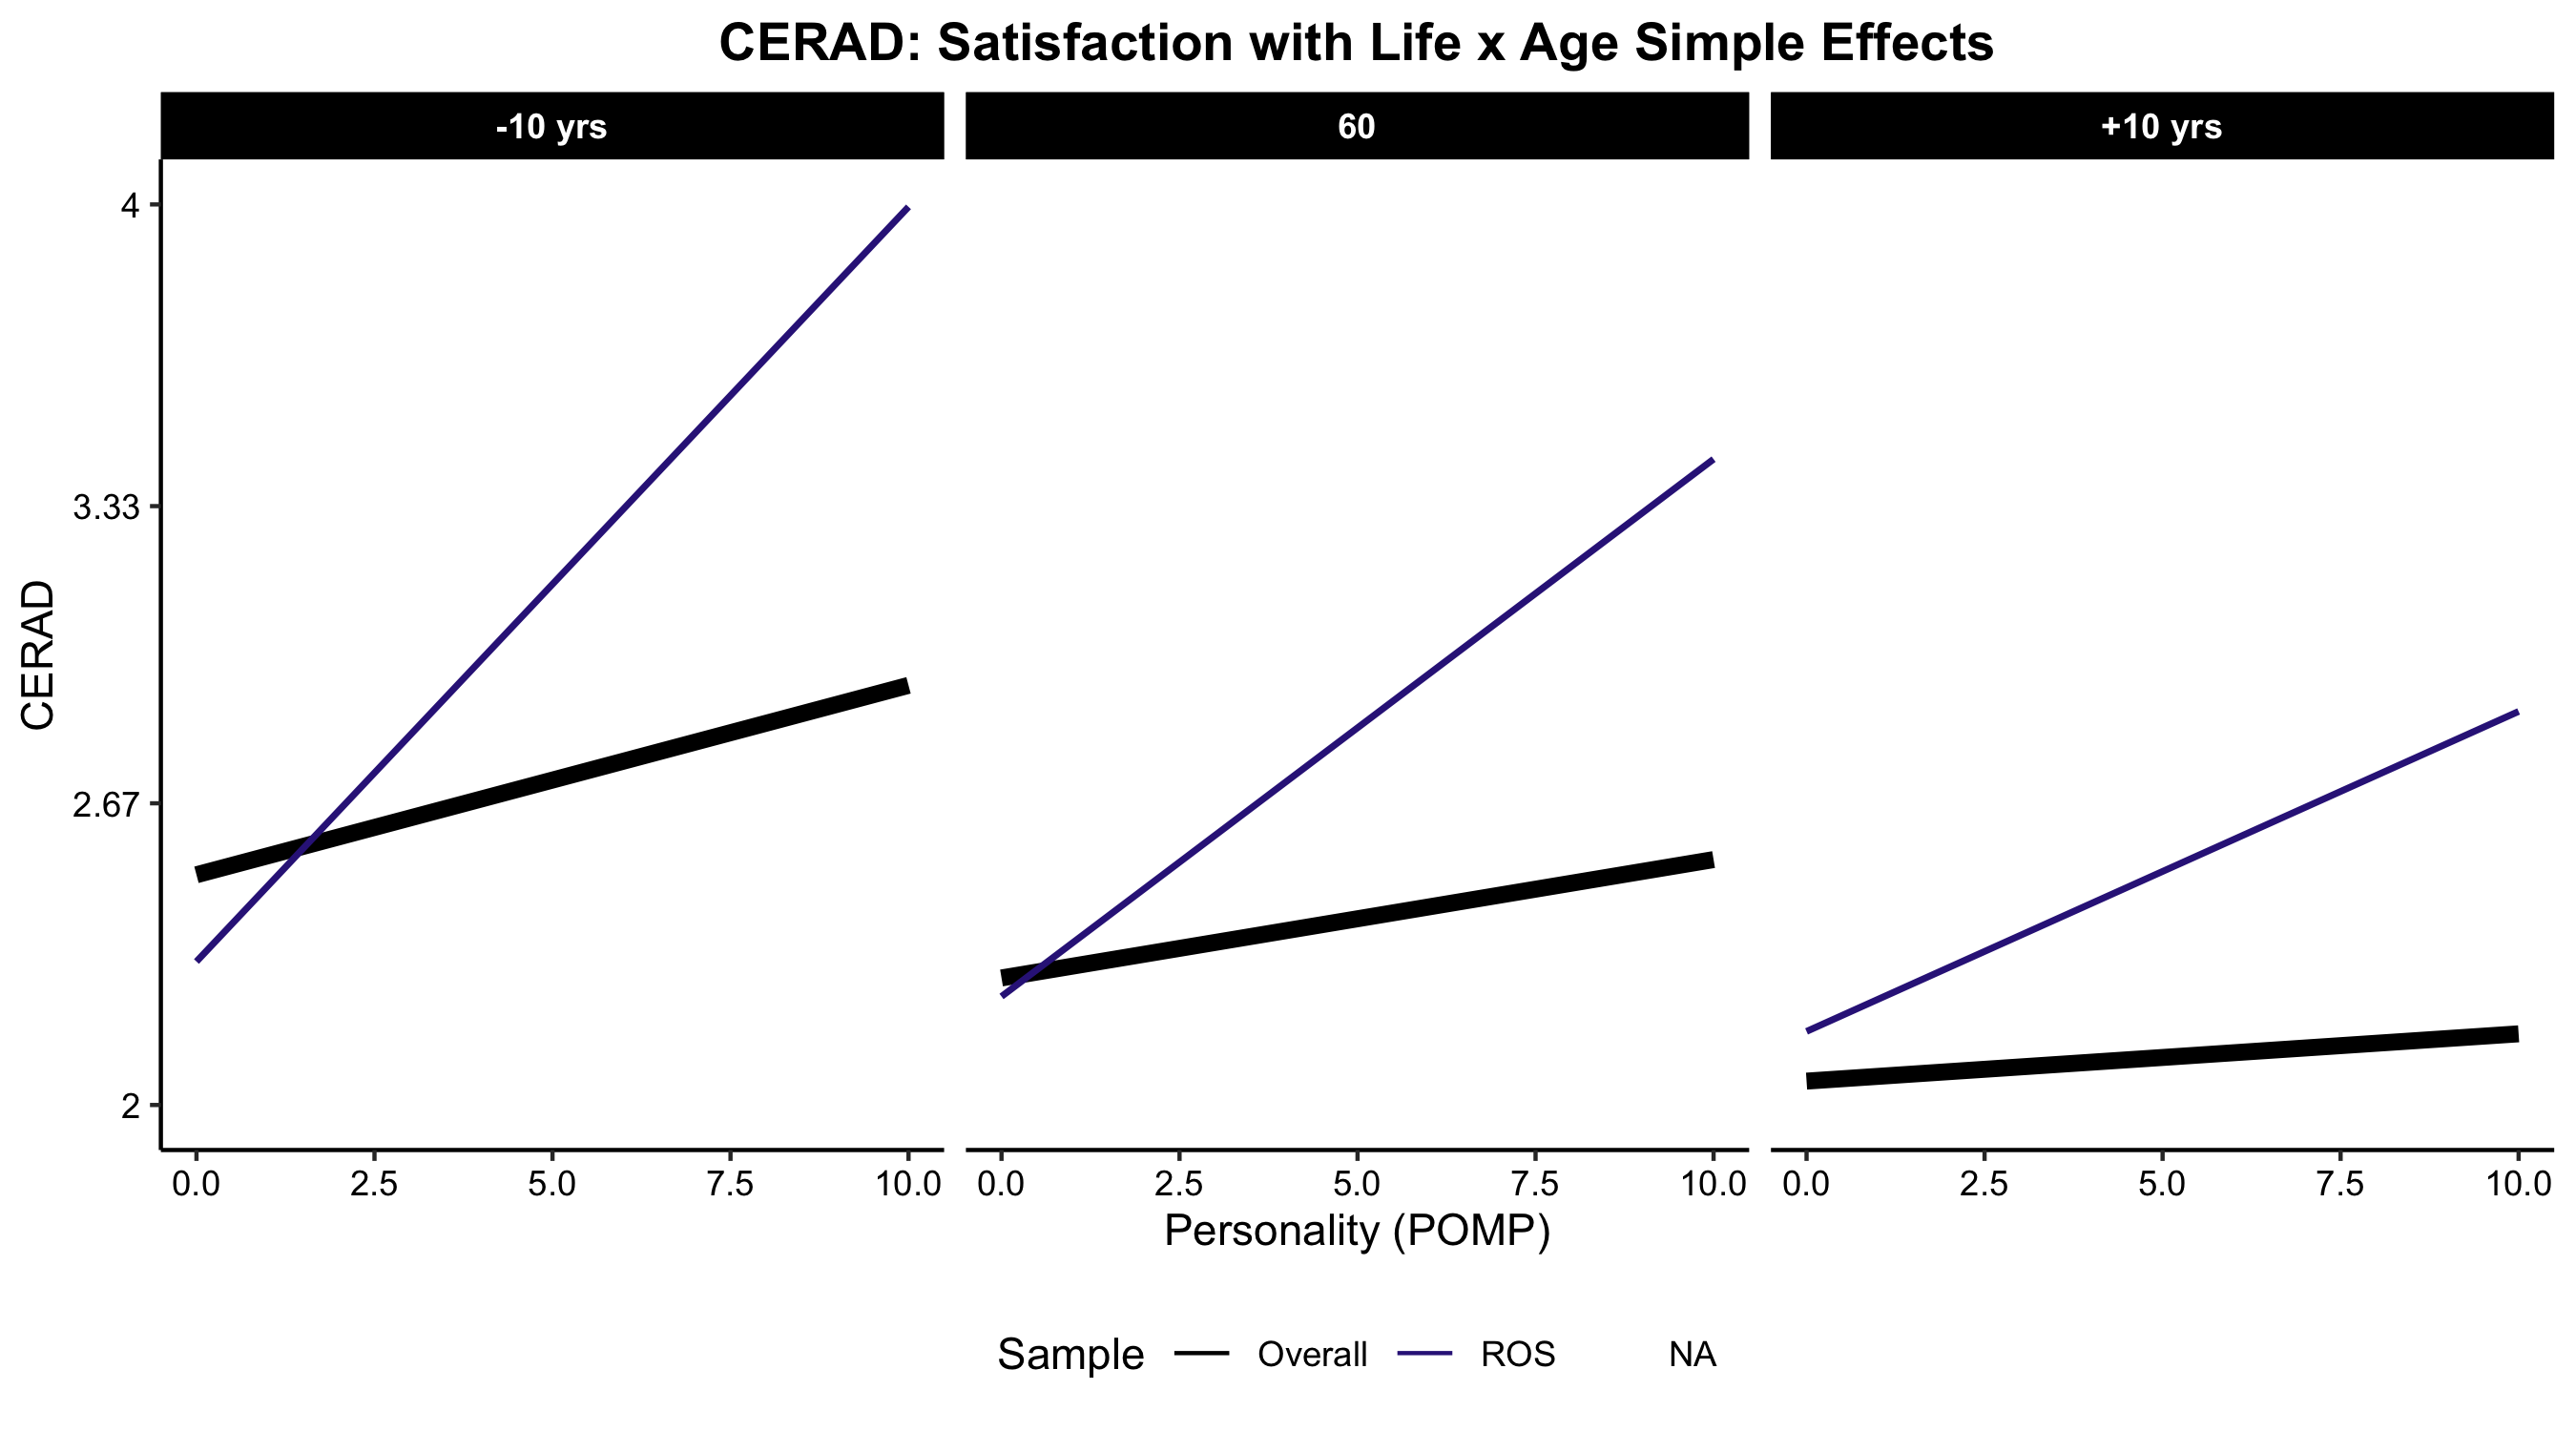 CERAD: Satisfaction with Life x Age Simple Effects
-10 yrs 60 +10 yrs
4
3.33
2.67
2
CERAD
0.0 2.5 5.0 7.5 10.0 0.0 2.5 5.0 7.5 10.0 0.0 2.5 5.0 7.5 10.0
Personality (POMP)
Sample Overall ROS NA